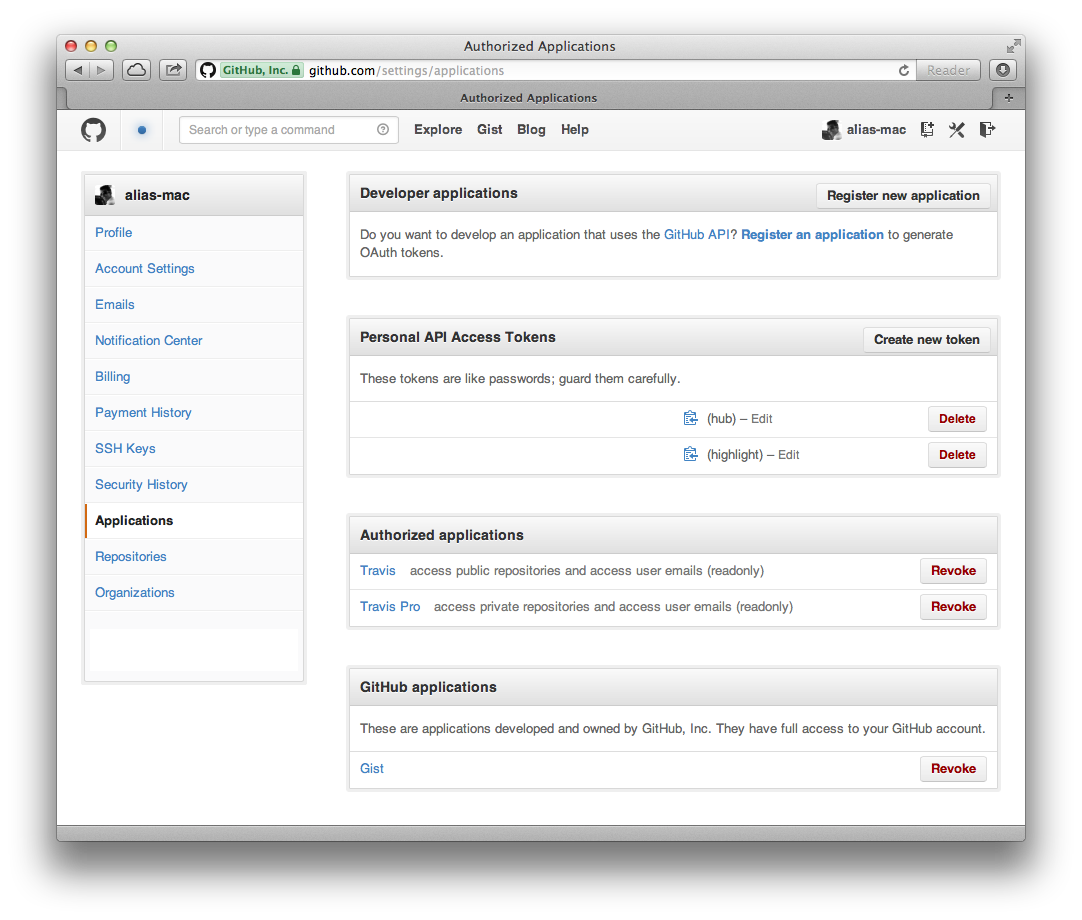 Authorized Applications
GitHub, Inc. github.com/settings/applications Reader
Authorized Applications
Search or type a command Explore Gist Blog Help alias-mac
alias-mac
Profile
Account Settings
Emails
Notification Center
Billing
Payment History
SSH Keys
Security History
Applications
Repositories
Organizations
Developer applications Register new application
Do you want to develop an application that uses the GitHub API? Register an application to generate
OAuth tokens.
Personal API Access Tokens Create new token
These tokens are like passwords; guard them carefully.
(hub) – Edit Delete
(highlight) – Edit Delete
Authorized applications
Travis access public repositories and access user emails (readonly) Revoke
Travis Pro access private repositories and access user emails (readonly) Revoke
GitHub applications
These are applications developed and owned by GitHub, Inc. They have full access to your GitHub account.
Gist Revoke